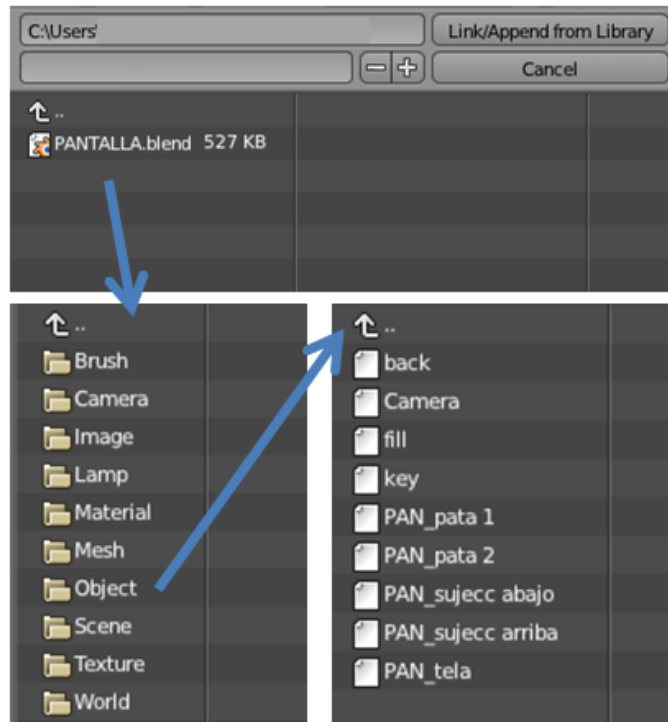 C:\Users'
Link/Append from Library
Cancel
..
PANTALLA.blend 527 KB
..
Brush
Camera
Image
Lamp
Material
Mesh
Object
Scene
Texture
World
..
back
Camera
fill
key
PAN_pata 1
PAN_pata 2
PAN_sujecc abajo
PAN_sujecc arriba
PAN_tela